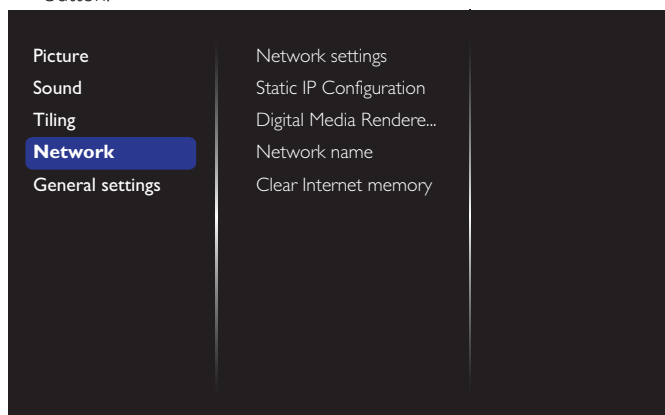 Picture
Sound
Tiling
Network
General settings
Network settings
Static IP Configuration
Digital Media Rendere...
Network name
Clear Internet memory